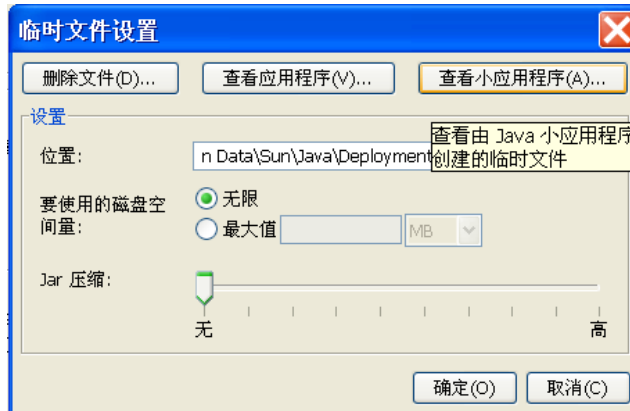 临时文件设置
删除文件(D)... 查看应用程序(V)... 查看小应用程序(A)...
设置
位置: n Data\Sun\Java\Deployment
查看由 Java 小应用程序
创建的临时文件
要使用的磁盘空
间量:
无限
最大值 MB
Jar 压缩:
无 高
确定(O) 取消(C)